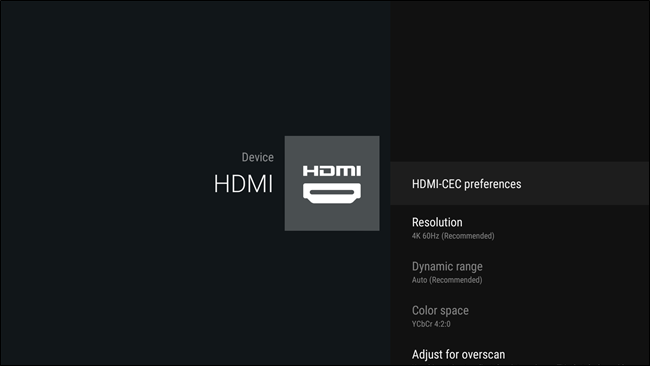 Device
HDMI
HDMI
HDMI-CEC preferences
Resolution
4K 60Hz (Recommended)
Dynamic range
Auto (Recommended)
Color space
YCbCr 4:2:0
Adjust for overscan